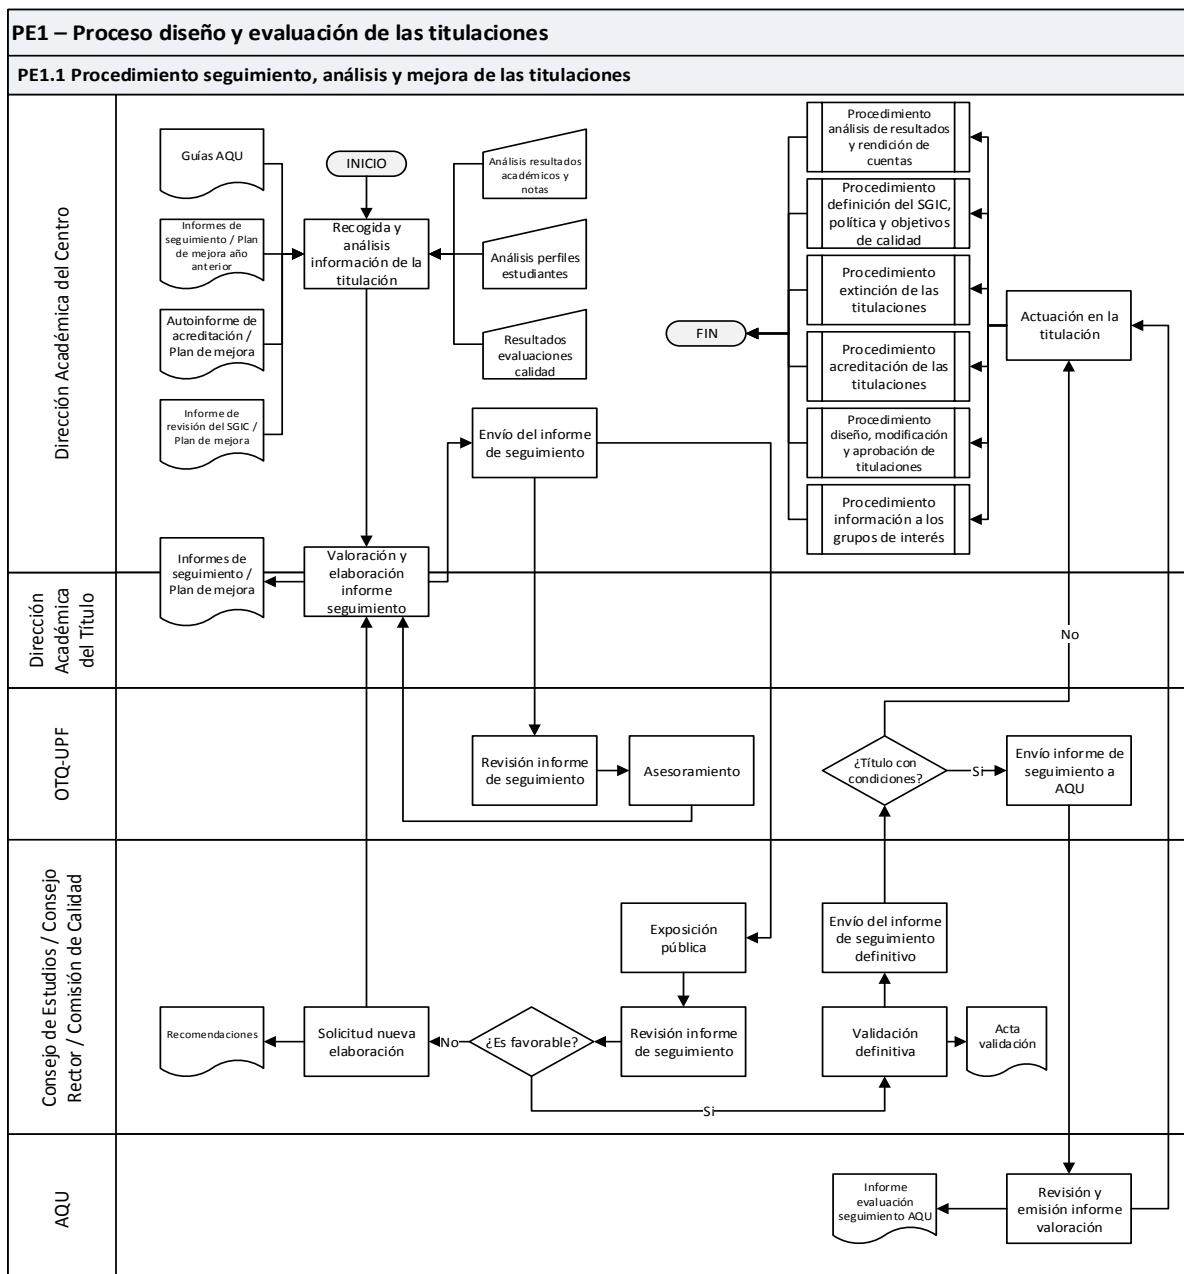 PE1 – Proceso diseño y evaluación de las titulaciones
PE1.1 Procedimiento seguimiento, análisis y mejora de las titulaciones
Dirección Académica del Centro
Guías AQU
Informes de
seguimiento / Plan
de mejora año
anterior
Autoinforme de
acreditación /
Plan de mejora
Informe de
revisión del SGIC /
Plan de mejora
INICIO
Recogida y
análisis
información de la
titulación
Análisis resultados
académicos y
notas
Análisis perfiles
estudiantes
Resultados
evaluaciones
calidad
Envío del informe
de seguimiento
FIN
Procedimiento
análisis de resultados
y rendición de
cuentas
Procedimiento
definición del SGIC,
política y objetivos
de calidad
Procedimiento
extinción de las
titulaciones
Procedimiento
acreditación de las
titulaciones
Procedimiento
diseño, modificación
y aprobación de
titulaciones
Procedimiento
información a los
grupos de interés
Actuación en la
titulación
Informes de
seguimiento /
Plan de mejora
Valoración y
elaboración
informe
seguimiento
Dirección
Académica
del Título
No
OTQ-UPF
Revisión informe
de seguimiento
Asesoramiento
¿Título con
condiciones?
Si
Envío informe de
seguimiento a
AQU
Consejo de Estudios / Consejo
Rector / Comisión de Calidad
Exposición
pública
Envío del informe
de seguimiento
definitivo
Recomendaciones
Solicitud nueva
elaboración
No
¿Es favorable?
Revisión informe
de seguimiento
Validación
definitiva
Acta
validación
Si
AQU
Informe
evaluación
seguimiento AQU
Revisión y
emisión informe
valoración